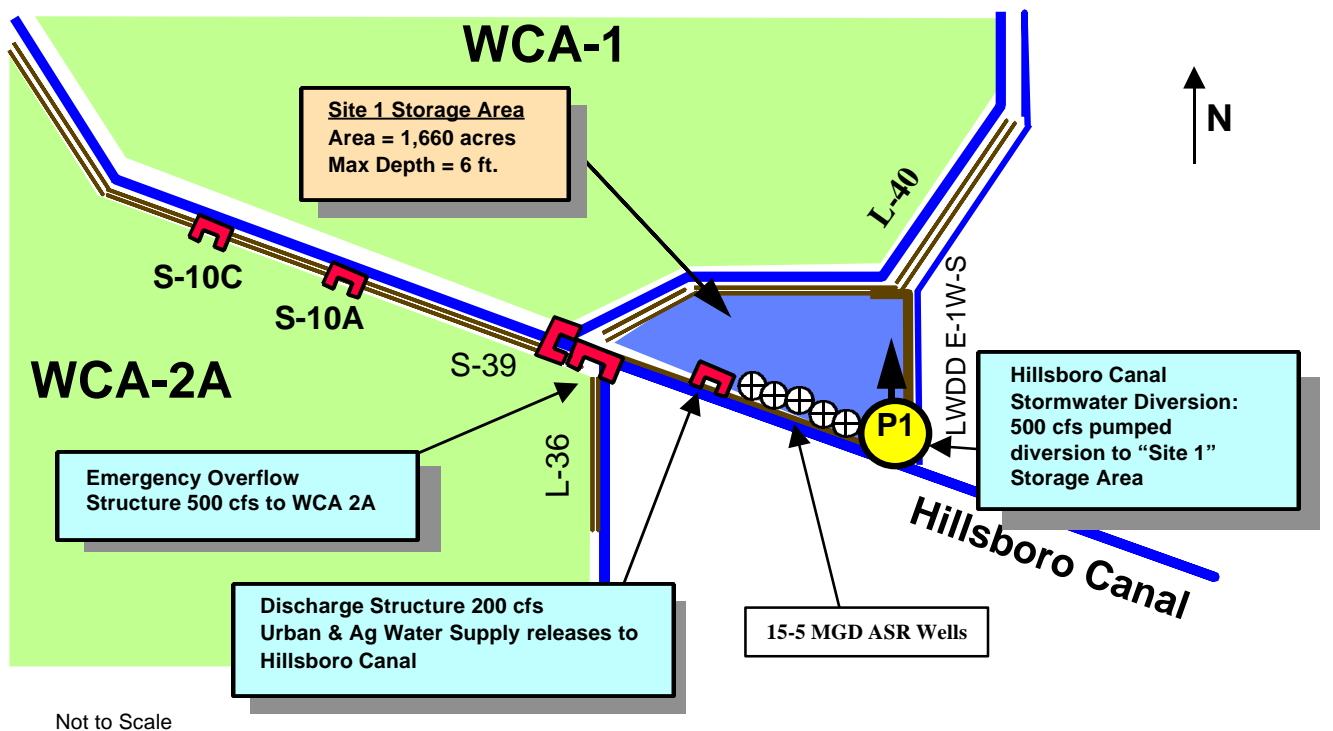 WCA-1
Site 1 Storage Area
Area = 1,660 acres
Max Depth = 6 ft.
N
L-40
S-10C
S-10A
S-39
WCA-2A
LWDD E-1W-S
P1
Hillsboro Canal
Stormwater Diversion:
500 cfs pumped
diversion to “Site 1”
Storage Area
Emergency Overflow
Structure 500 cfs to WCA 2A
L-36
Hillsboro Canal
Discharge Structure 200 cfs
Urban & Ag Water Supply releases to
Hillsboro Canal
15-5 MGD ASR Wells
Not to Scale